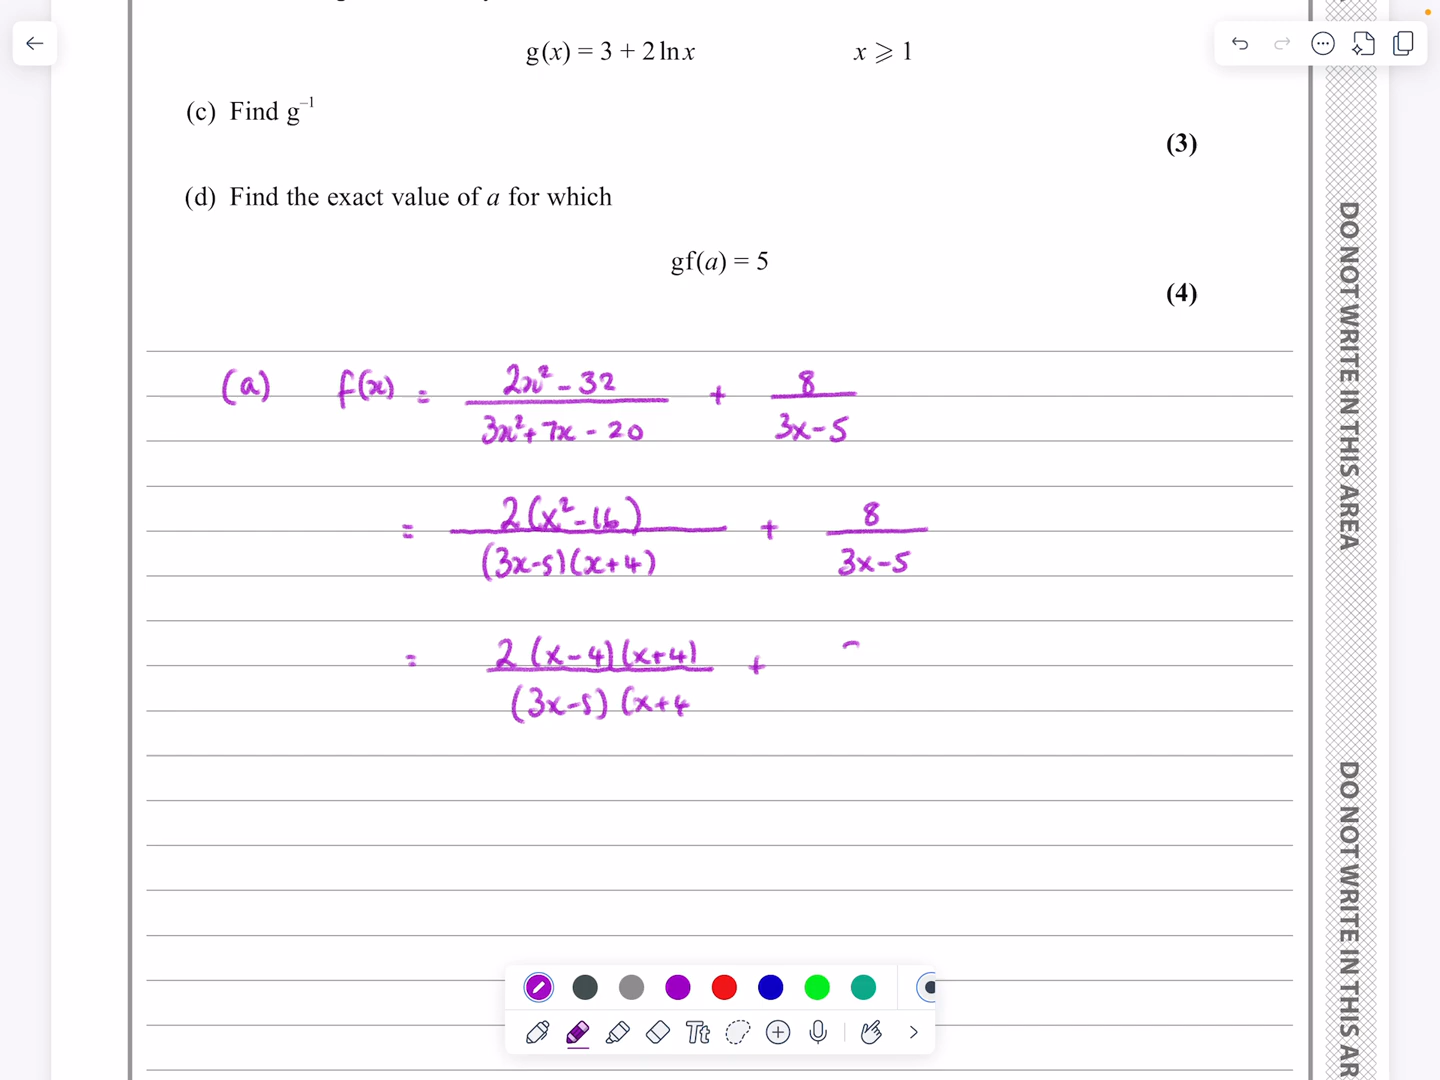 g(x) = 3 + 2 ln x    x ⩾ 1
(c) Find g⁻¹
(3)
(d) Find the exact value of a for which
gf(a) = 5
(4)
(a) f(x) = (2x² - 32)/(3x² + 7x - 20) + 8/(3x - 5)
= 2(x² - 16)/((3x-5)(x+4)) + 8/(3x - 5)
= 2(x-4)(x+4)/((3x-5)(x+4 +
DO NOT WRITE IN THIS AREA
DO NOT WRITE IN THIS AR
Tt